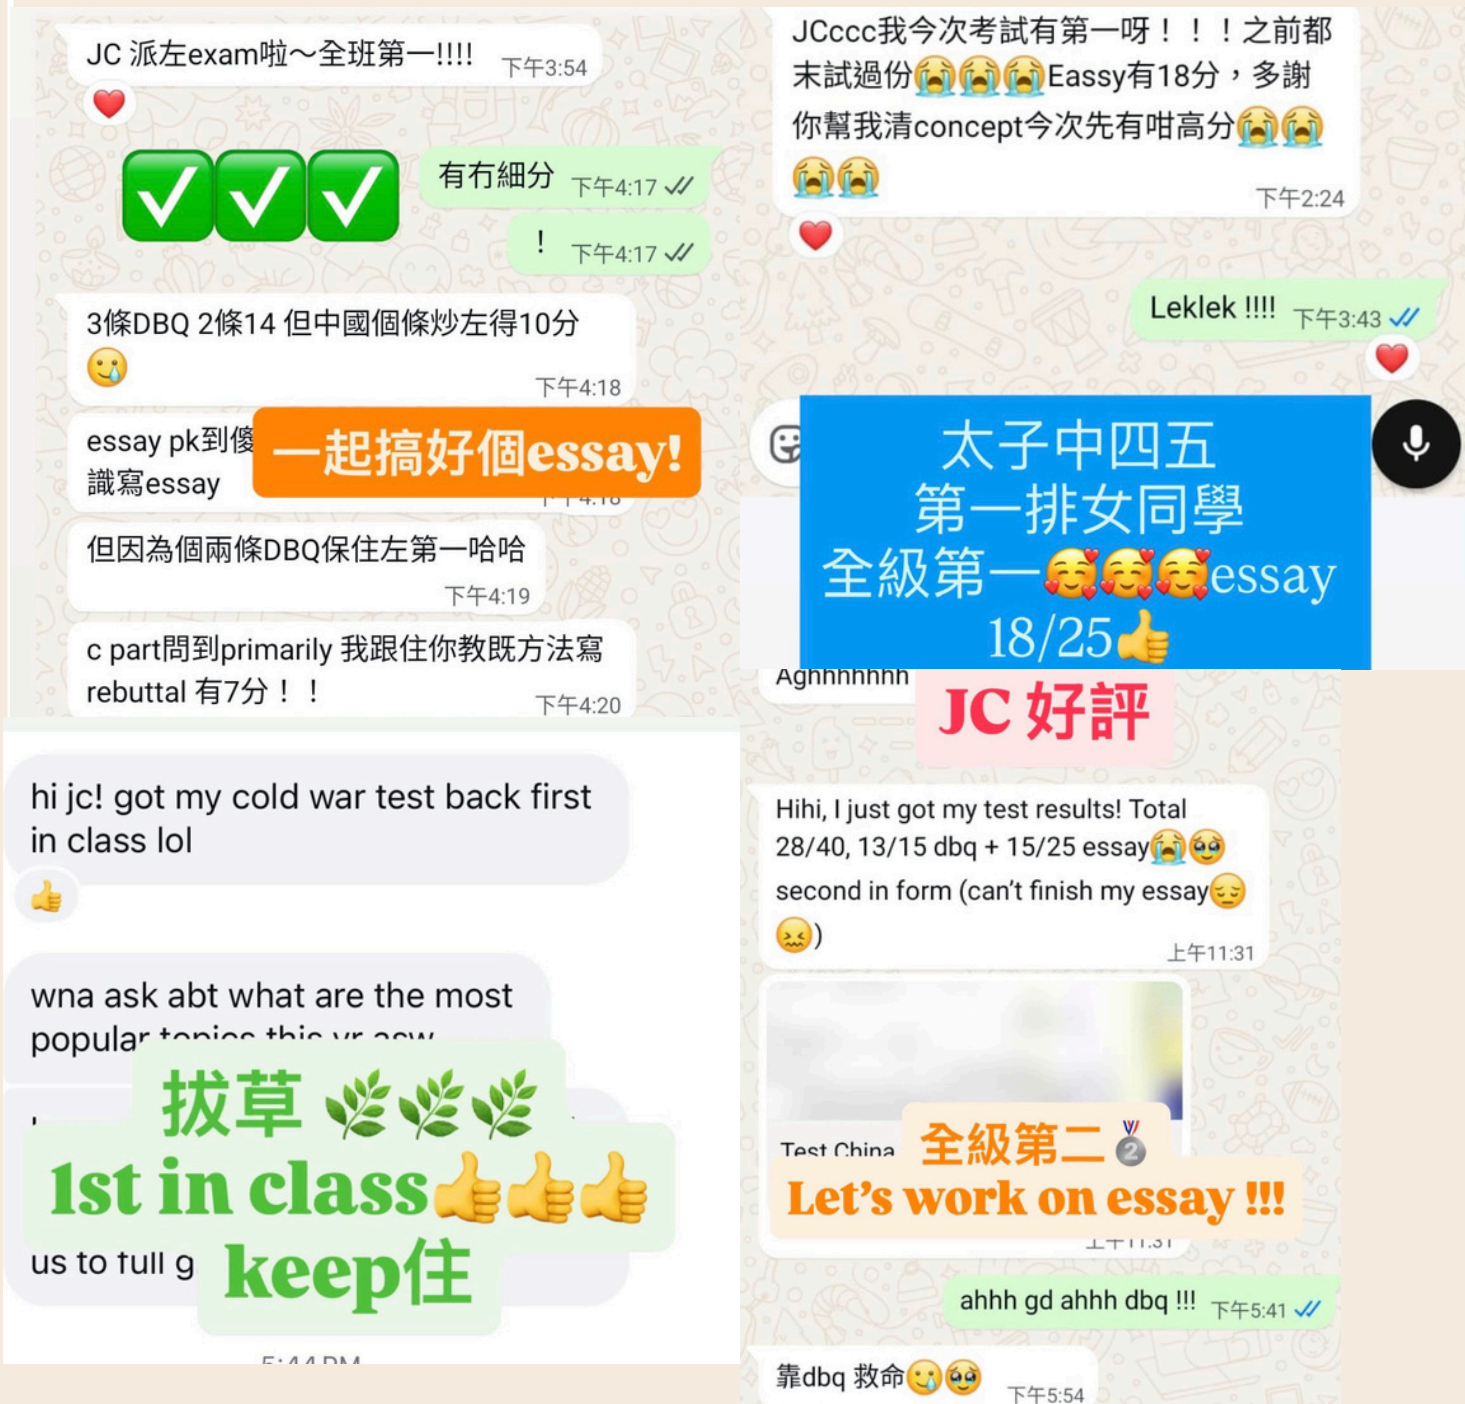 JC 派左exam啦～全班第一!!!!
下午3:54
有冇細分
下午4:17
!
下午4:17
3條DBQ 2條14 但中國個條炒左得10分
下午4:18
essay pk到傻
識寫essay
一起搞好個essay!
但因為個兩條DBQ保住左第一哈哈
下午4:19
c part問到primarily 我跟住你教既方法寫
rebuttal 有7分！！
下午4:20
JCccc我今次考試有第一呀！！！之前都
末試過份😭😭😭Eassy有18分，多謝
你幫我清concept今次先有咁高分😭😭
😭😭
下午2:24
Leklek !!!!
下午3:43
太子中四五
第一排女同學
全級第一🥰🥰🥰essay
18/25👍
hi jc! got my cold war test back first
in class lol
wna ask abt what are the most
popular topics this yr asw
拔草 🌿🌿🌿
1st in class👍👍👍
us to full g
keep住
5:44 PM
Aghhhhhhh
JC 好評
Hihi, I just got my test results! Total
28/40, 13/15 dbq + 15/25 essay😭🥹
second in form (can't finish my essay😔
😖)
上午11:31
Test China
全級第二🥈
Let's work on essay !!!
上午11:31
ahhh gd ahhh dbq !!!
下午5:41
靠dbq 救命🥲🥹
下午5:54